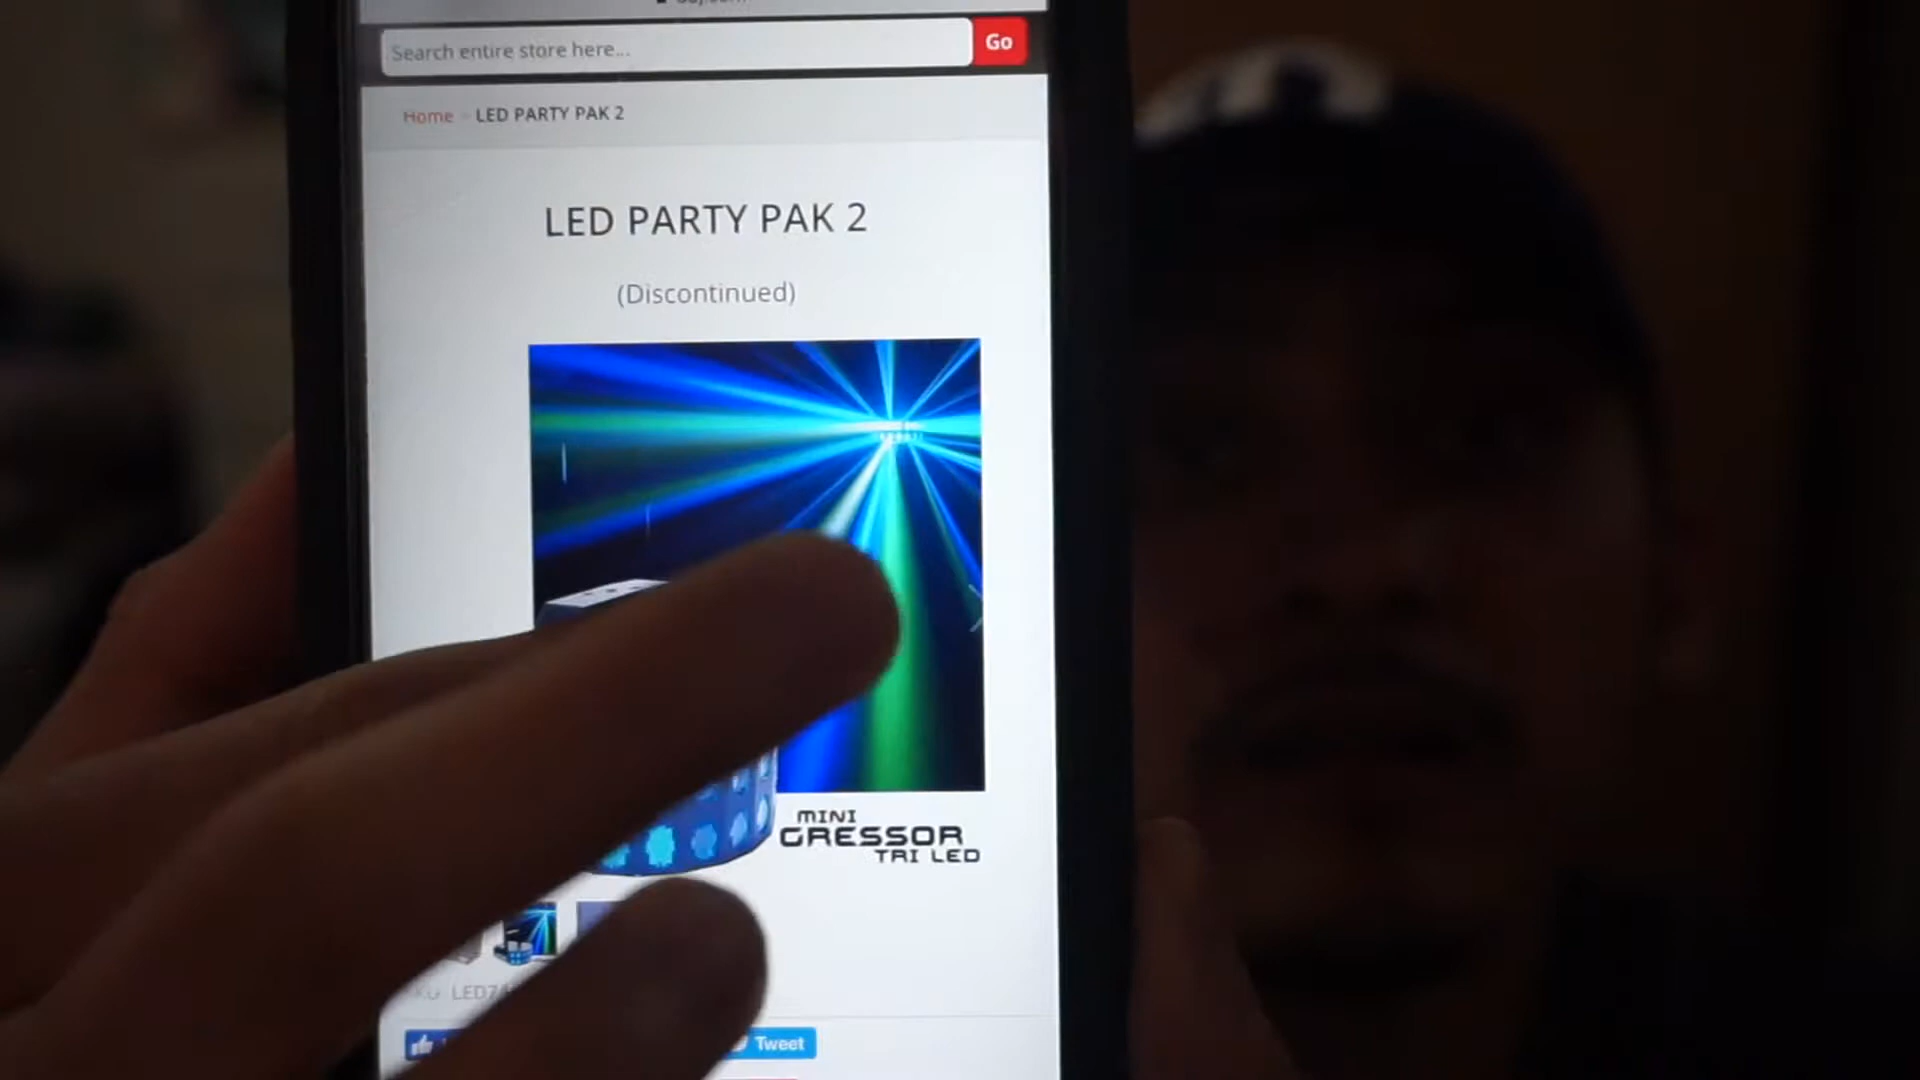 Search entire store here...
Go
Home LED PARTY PAK 2
LED PARTY PAK 2
(Discontinued)
MINI
GRESSOR
TRI LED
Tweet